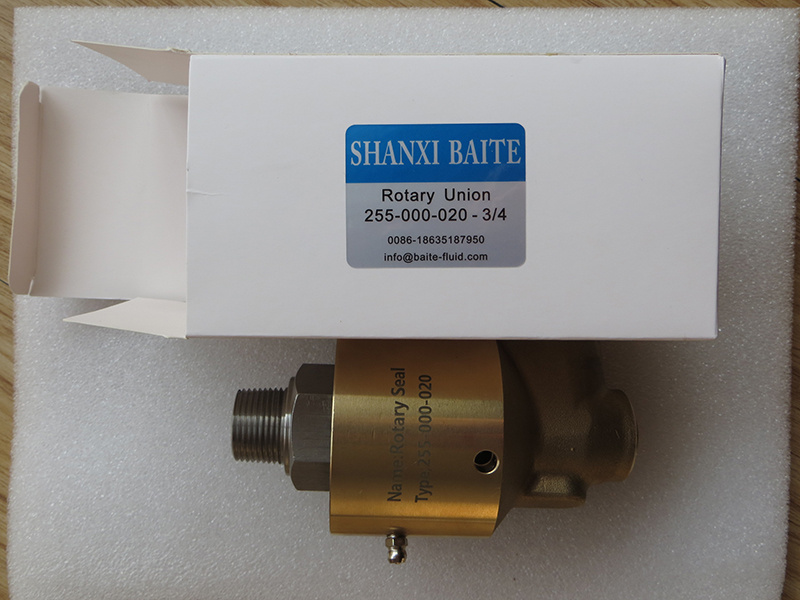 SHANXI BAITE
Rotary Union
255-000-020 - 3/4
0086-18635187950
info@baite-fluid.com
Name:Rotary Seal
Type:255-000-020